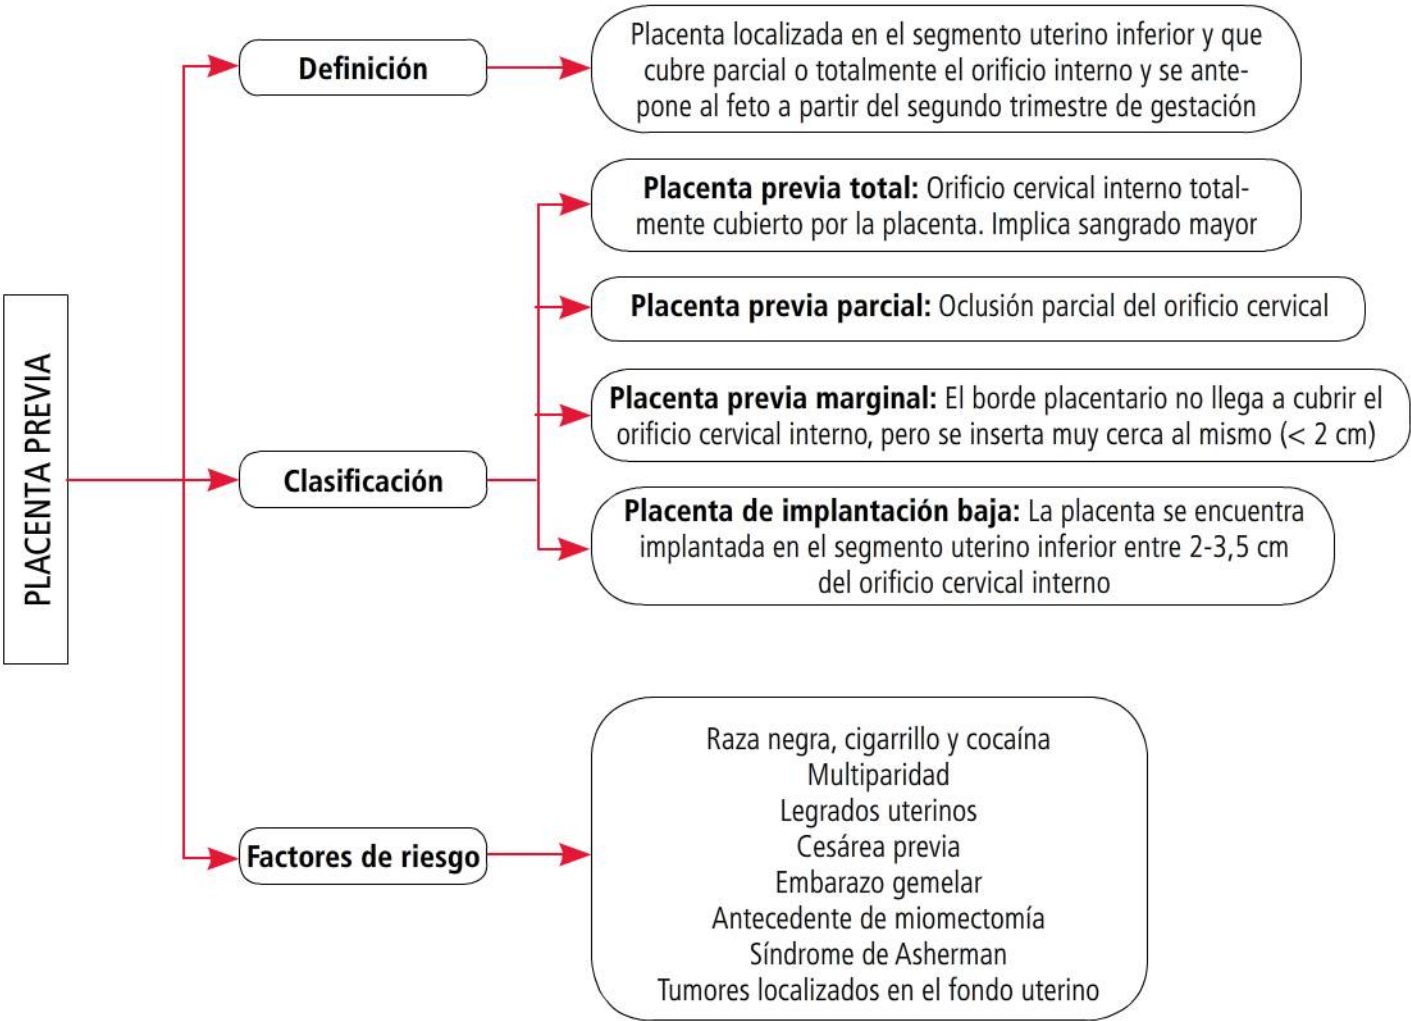 PLACENTA PREVIA
Definición
Placenta localizada en el segmento uterino inferior y que
cubre parcial o totalmente el orificio interno y se ante-
pone al feto a partir del segundo trimestre de gestación
Clasificación
Placenta previa total: Orificio cervical interno total-
mente cubierto por la placenta. Implica sangrado mayor
Placenta previa parcial: Oclusión parcial del orificio cervical
Placenta previa marginal: El borde placentario no llega a cubrir el
orificio cervical interno, pero se inserta muy cerca al mismo (< 2 cm)
Placenta de implantación baja: La placenta se encuentra
implantada en el segmento uterino inferior entre 2-3,5 cm
del orificio cervical interno
Factores de riesgo
Raza negra, cigarrillo y cocaína
Multiparidad
Legrados uterinos
Cesárea previa
Embarazo gemelar
Antecedente de miomectomía
Síndrome de Asherman
Tumores localizados en el fondo uterino